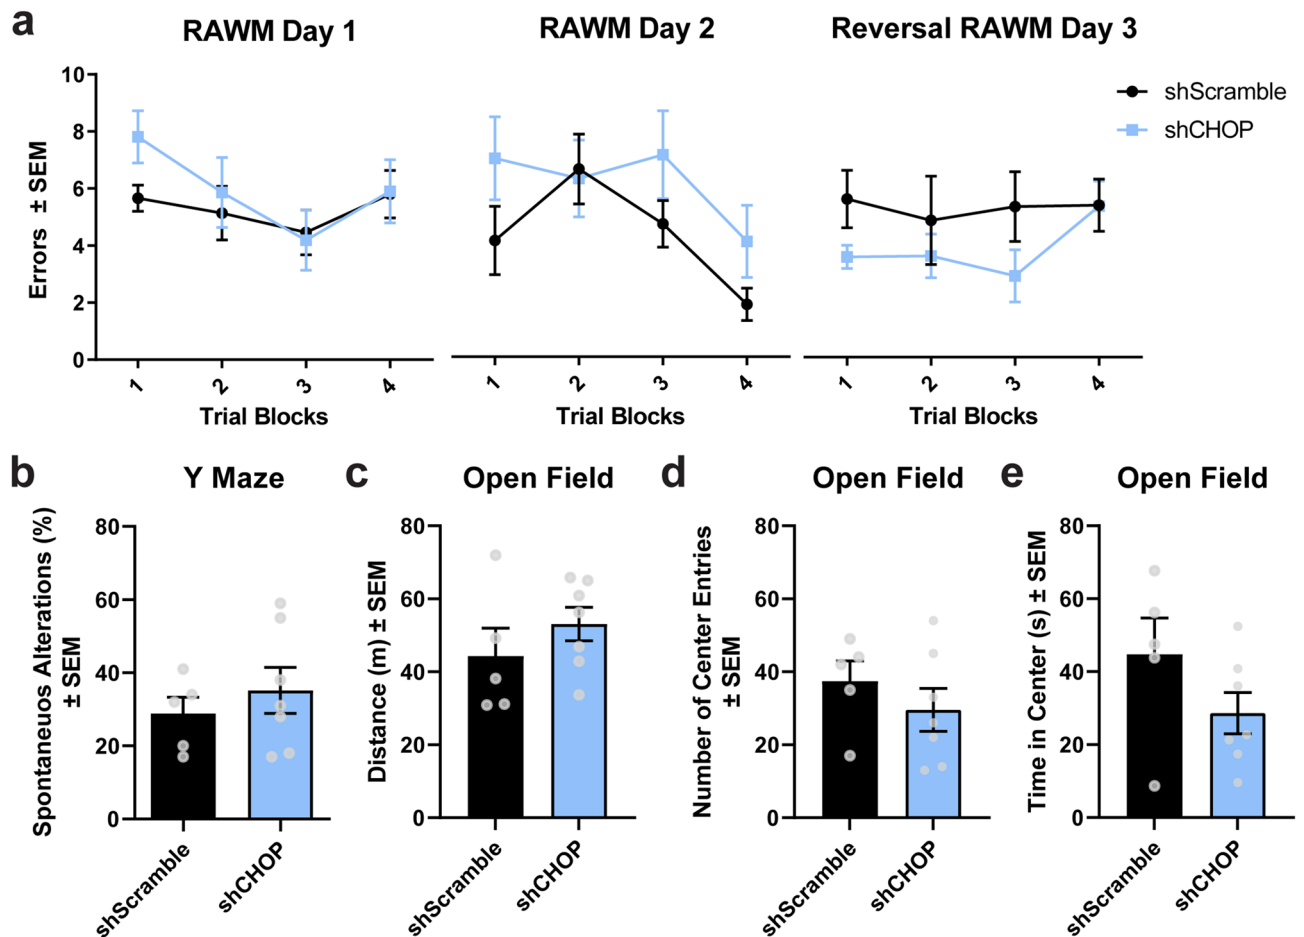 a
RAWM Day 1
RAWM Day 2
Reversal RAWM Day 3
shScramble
shCHOP
Errors ± SEM
10
8
6
4
2
0
1 2 3 4
1 2 3 4
1 2 3 4
Trial Blocks
Trial Blocks
Trial Blocks
b
Y Maze
Spontaneuos Alterations (%)
± SEM
80
60
40
20
0
shScramble
shCHOP
c
Open Field
Distance (m) ± SEM
80
60
40
20
0
shScramble
shCHOP
d
Open Field
Number of Center Entries
± SEM
80
60
40
20
0
shScramble
shCHOP
e
Open Field
Time in Center (s) ± SEM
80
60
40
20
0
shScramble
shCHOP